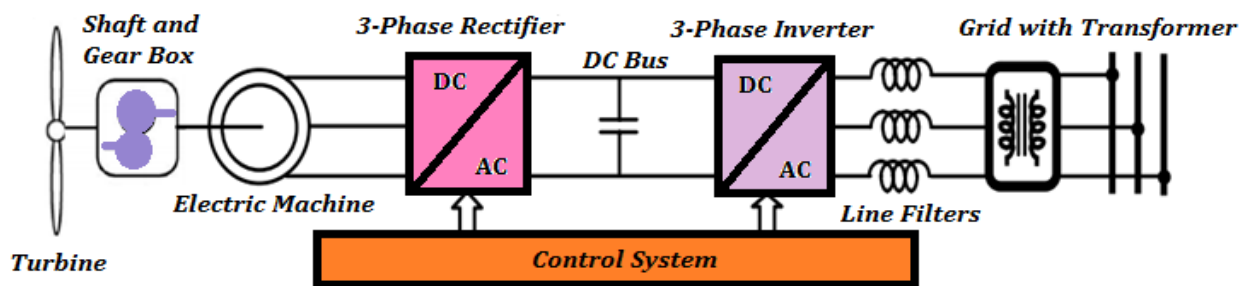 Shaft and
Gear Box
3-Phase Rectifier
3-Phase Inverter
Grid with Transformer
DC Bus
DC
AC
DC
AC
Electric Machine
Line Filters
Turbine
Control System